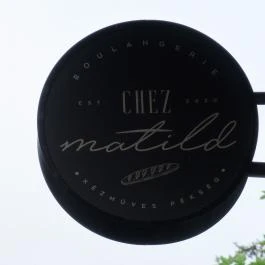 BOULANGERIE
EST 2020
CHEZ
matild
KÉZMŰVES PÉKSÉG